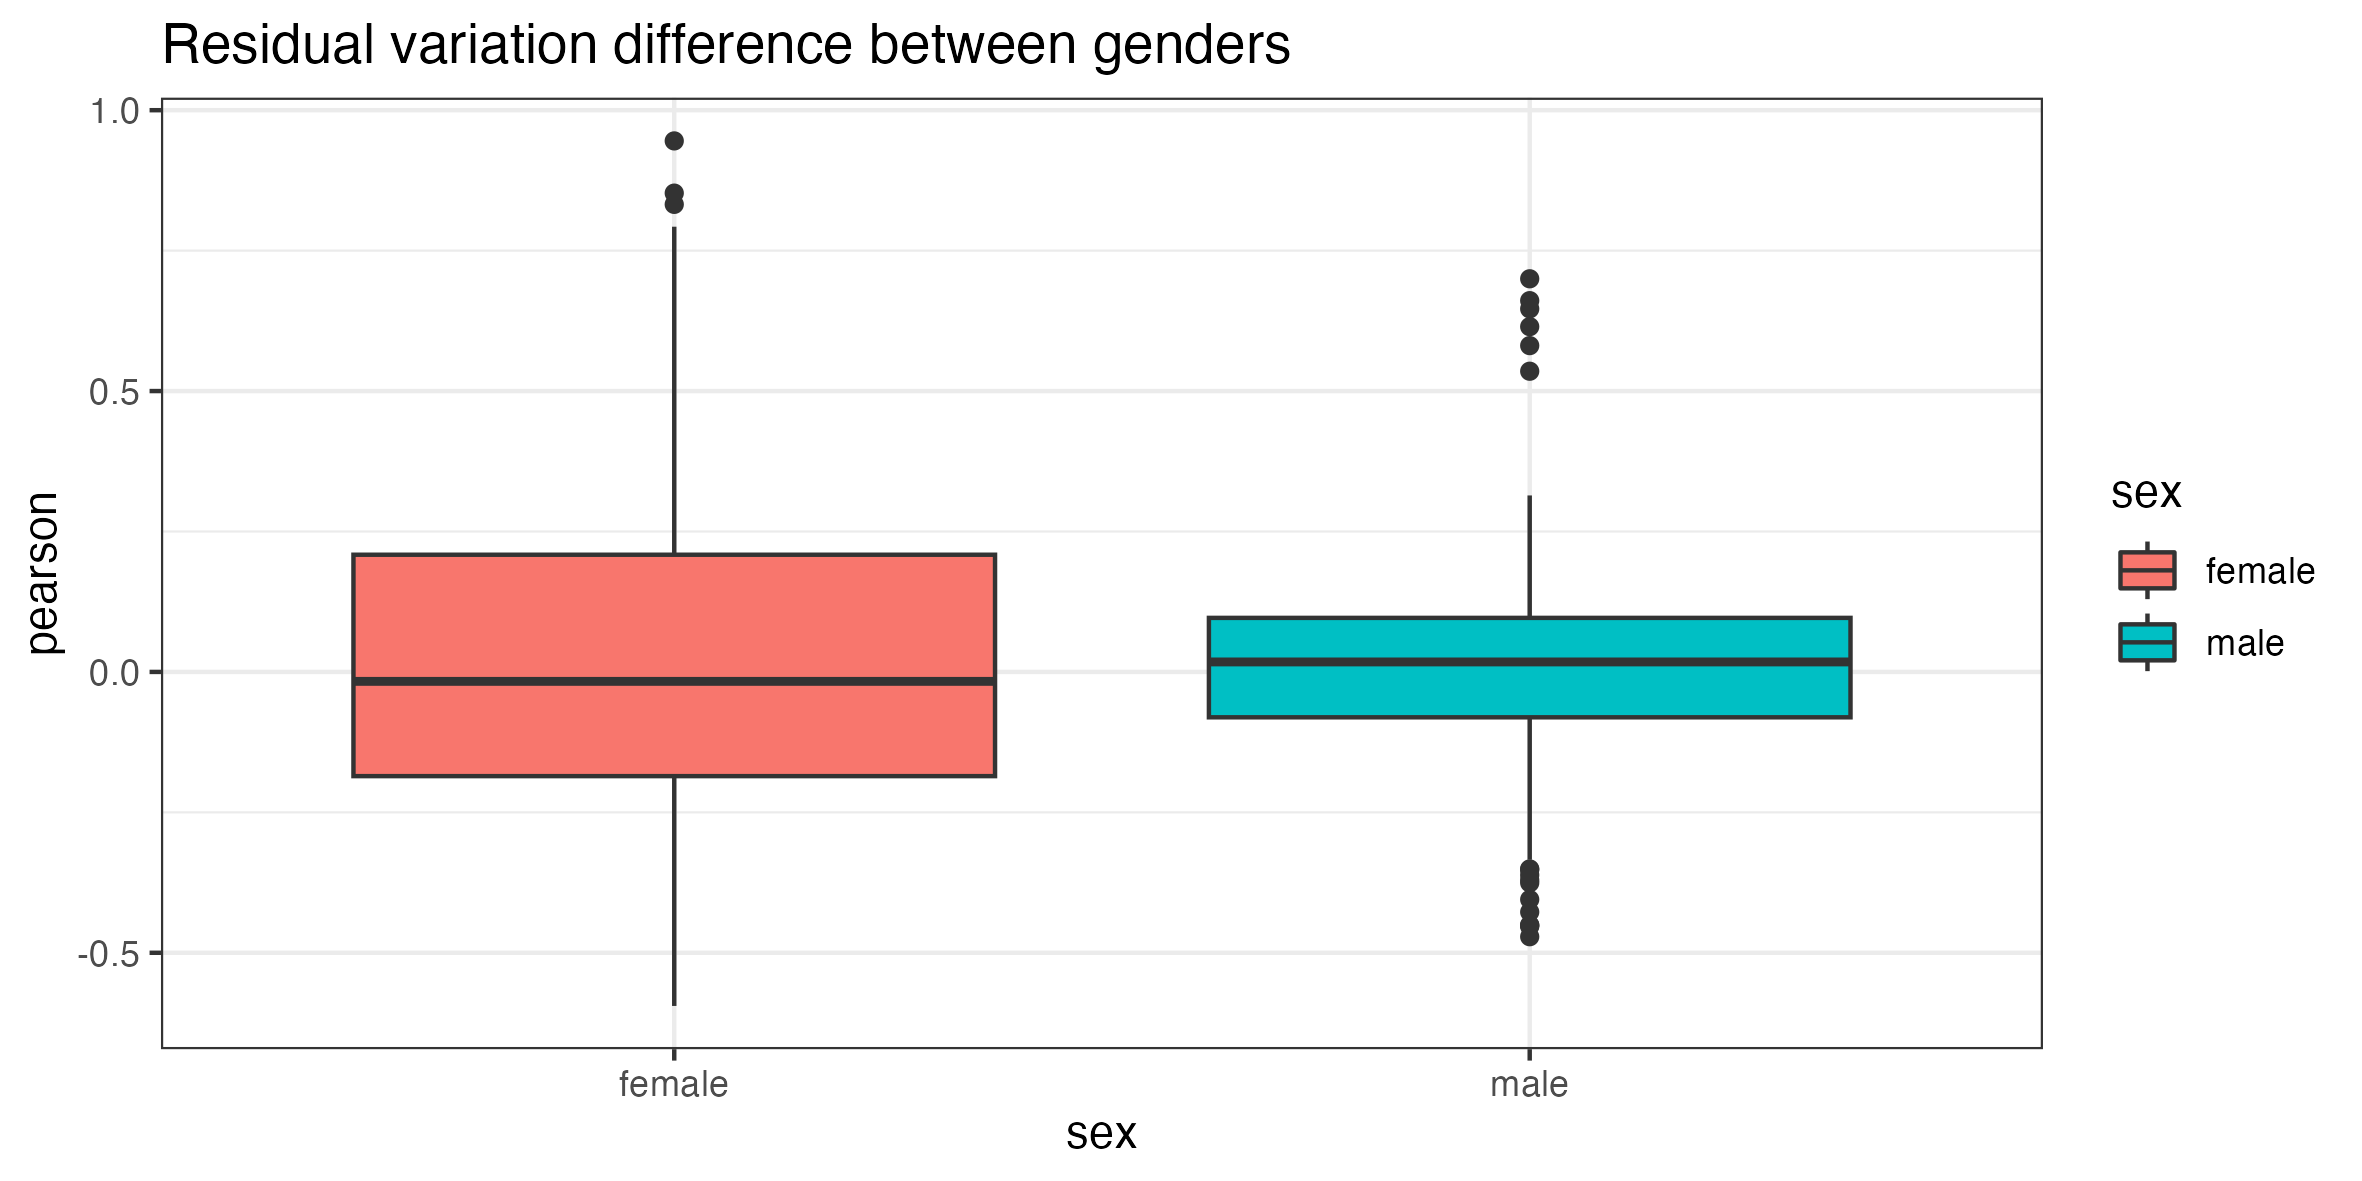 Residual variation difference between genders
1.0
0.5
0.0
-0.5
pearson
female
male
sex
sex
female
male